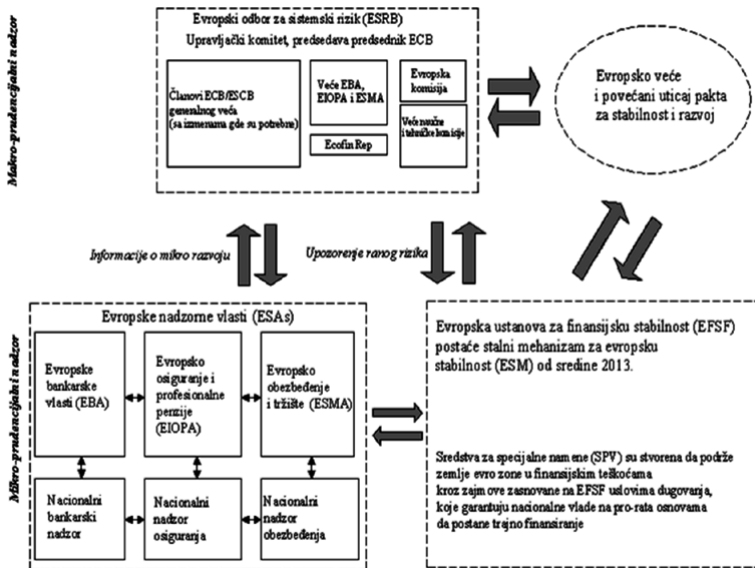 Makro-prudencijalni nadzor
Evropski odbor za sistemski rizik (ESRB)
Upravljački komitet, predsedava predsednik ECB
Članovi ECB/ESCB
generalnog veća
(sa izmenama gde su potrebne)
Veće EBA,
EIOPA i ESMA
Ecofin Rep
Evropska
komisija
Veće naučne
i tehničke komisije
Evropsko veće
i povećani uticaj pakta
za stabilnost i razvoj
Informacije o mikro razvoju
Upozorenje ranog rizika
Mikro-prudencijalni nadzor
Evropske nadzorne vlasti (ESAs)
Evropske
bankarske
vlasti (EBA)
Evropsko
osiguranje i
profesionalne
penzije
(EIOPA)
Evropsko
obezbeđenje
i tržište (ESMA)
Nacionalni
bankarski
nadzor
Nacionalni
nadzor
osiguranja
Nacionalni
nadzor
obezbeđenja
Evropska ustanova za finansijsku stabilnost (EFSF)
postaće stalni mehanizam za evropsku
stabilnost (ESM) od sredine 2013.
Sredstva za specijalne namene (SPV) su stvorena da podrže
zemlje evro zone u finansijskim teškoćama
kroz zajmove zasnovane na EFSF uslovima dugovanja,
koje garantuju nacionalne vlade na pro-rata osnovama
da postane trajno finansiranje